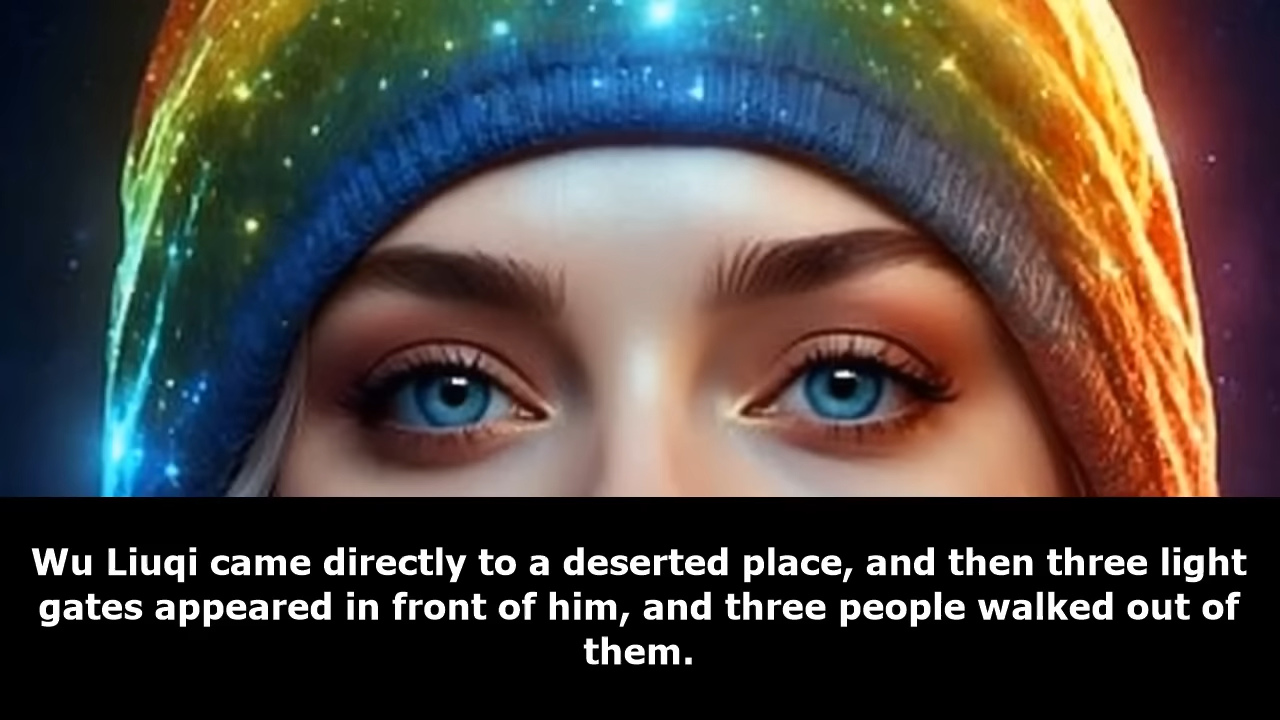 Wu Liuqi came directly to a deserted place, and then three light
gates appeared in front of him, and three people walked out of
them.